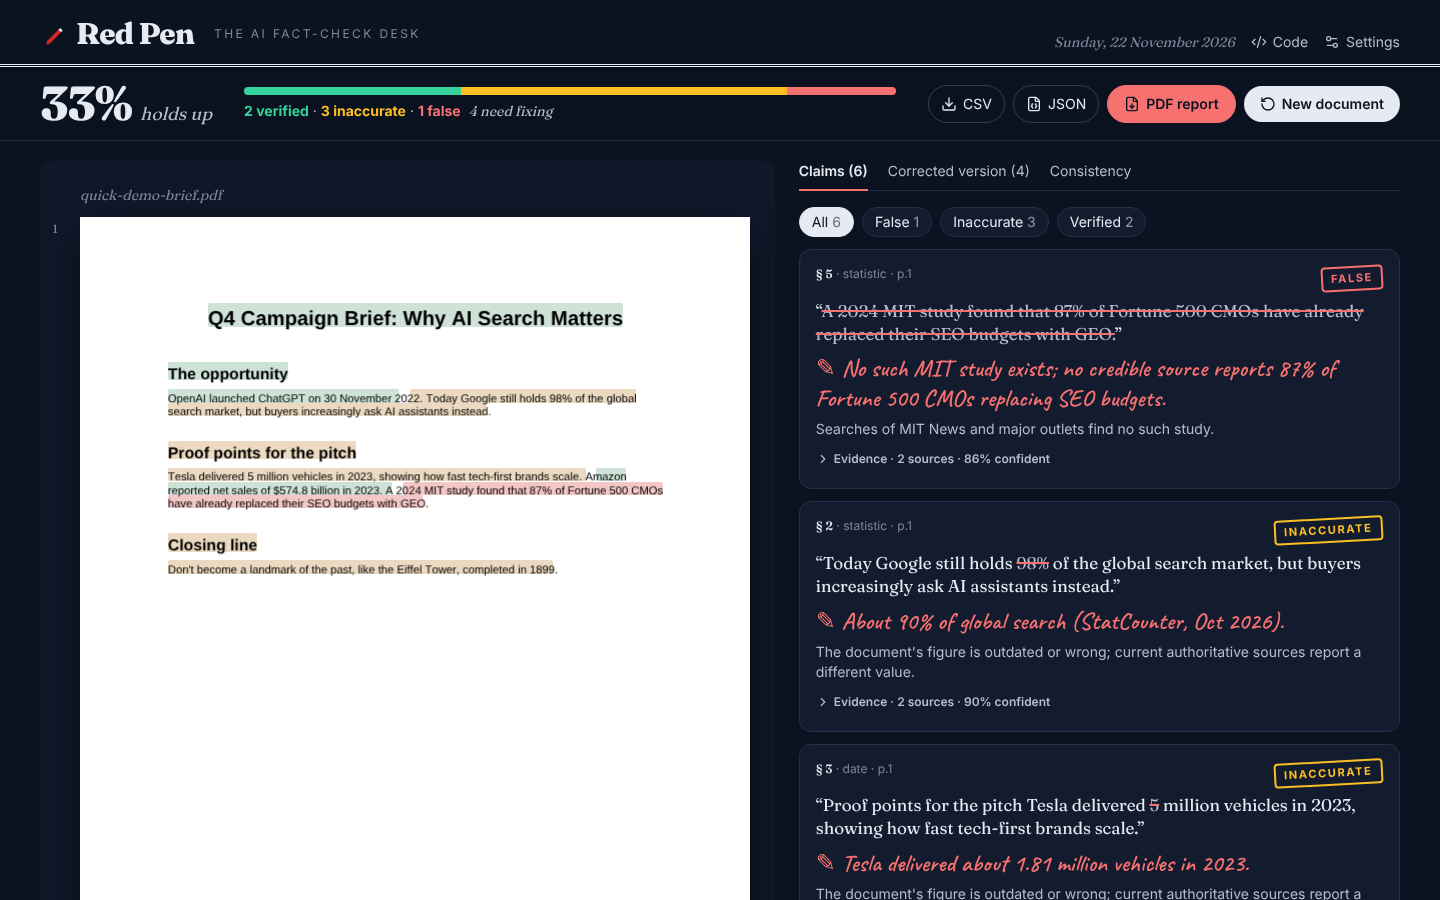 Red Pen
THE AI FACT-CHECK DESK
Sunday, 22 November 2026
Code
Settings
33% holds up
2 verified · 3 inaccurate · 1 false 4 need fixing
CSV
JSON
PDF report
New document
quick-demo-brief.pdf
1
Q4 Campaign Brief: Why AI Search Matters
The opportunity
OpenAI launched ChatGPT on 30 November 2022. Today Google still holds 98% of the global
search market, but buyers increasingly ask AI assistants instead.
Proof points for the pitch
Tesla delivered 5 million vehicles in 2023, showing how fast tech-first brands scale. Amazon
reported net sales of $574.8 billion in 2023. A 2024 MIT study found that 87% of Fortune 500 CMOs
have already replaced their SEO budgets with GEO.
Closing line
Don't become a landmark of the past, like the Eiffel Tower, completed in 1899.
Claims (6)
Corrected version (4)
Consistency
All 6
False 1
Inaccurate 3
Verified 2
§ 5 · statistic · p.1
FALSE
“A 2024 MIT study found that 87% of Fortune 500 CMOs have already
replaced their SEO budgets with GEO.”
✎ No such MIT study exists; no credible source reports 87% of
Fortune 500 CMOs replacing SEO budgets.
Searches of MIT News and major outlets find no such study.
Evidence · 2 sources · 86% confident
§ 2 · statistic · p.1
INACCURATE
“Today Google still holds 98% of the global search market, but buyers
increasingly ask AI assistants instead.”
✎ About 90% of global search (StatCounter, Oct 2026).
The document's figure is outdated or wrong; current authoritative sources report a
different value.
Evidence · 2 sources · 90% confident
§ 3 · date · p.1
INACCURATE
“Proof points for the pitch Tesla delivered 5 million vehicles in 2023,
showing how fast tech-first brands scale.”
✎ Tesla delivered about 1.81 million vehicles in 2023.
The document's figure is outdated or wrong; current authoritative sources report a